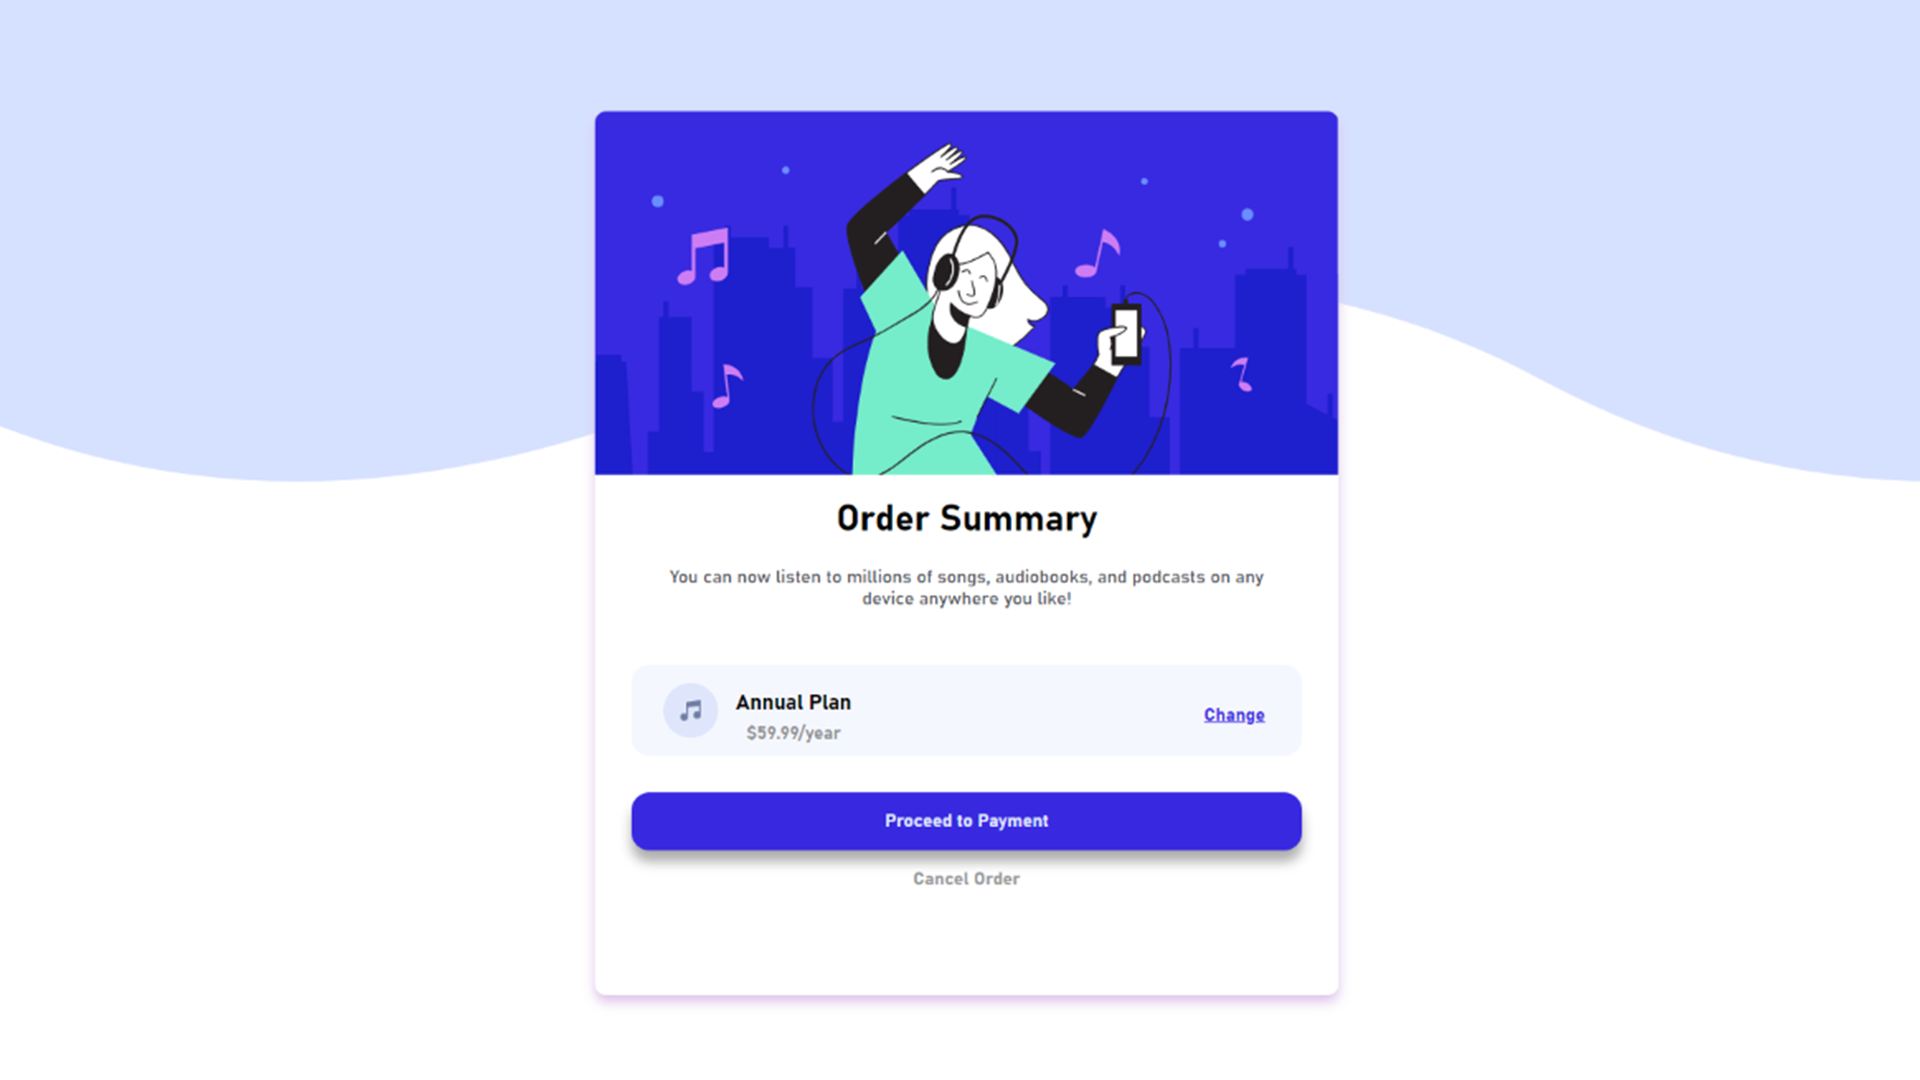 Order Summary
You can now listen to millions of songs, audiobooks, and podcasts on any
device anywhere you like!
Annual Plan
$59.99/year
Change
Proceed to Payment
Cancel Order